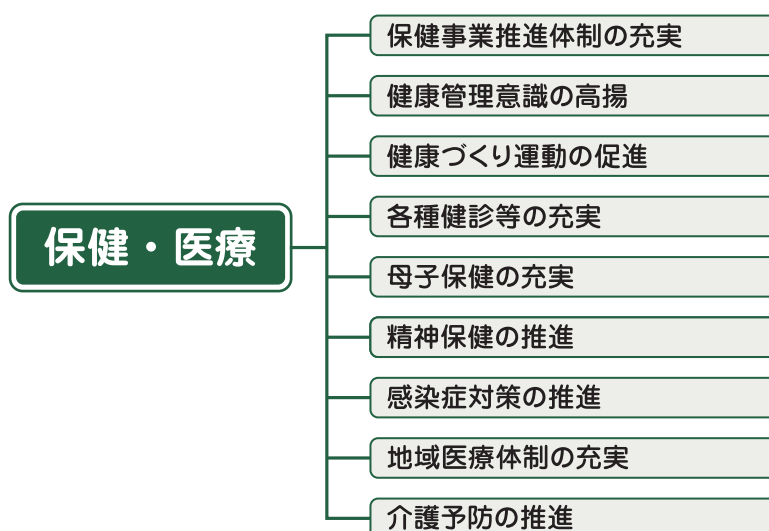 保健・医療
保健事業推進体制の充実
健康管理意識の高揚
健康づくり運動の促進
各種健診等の充実
母子保健の充実
精神保健の推進
感染症対策の推進
地域医療体制の充実
介護予防の推進